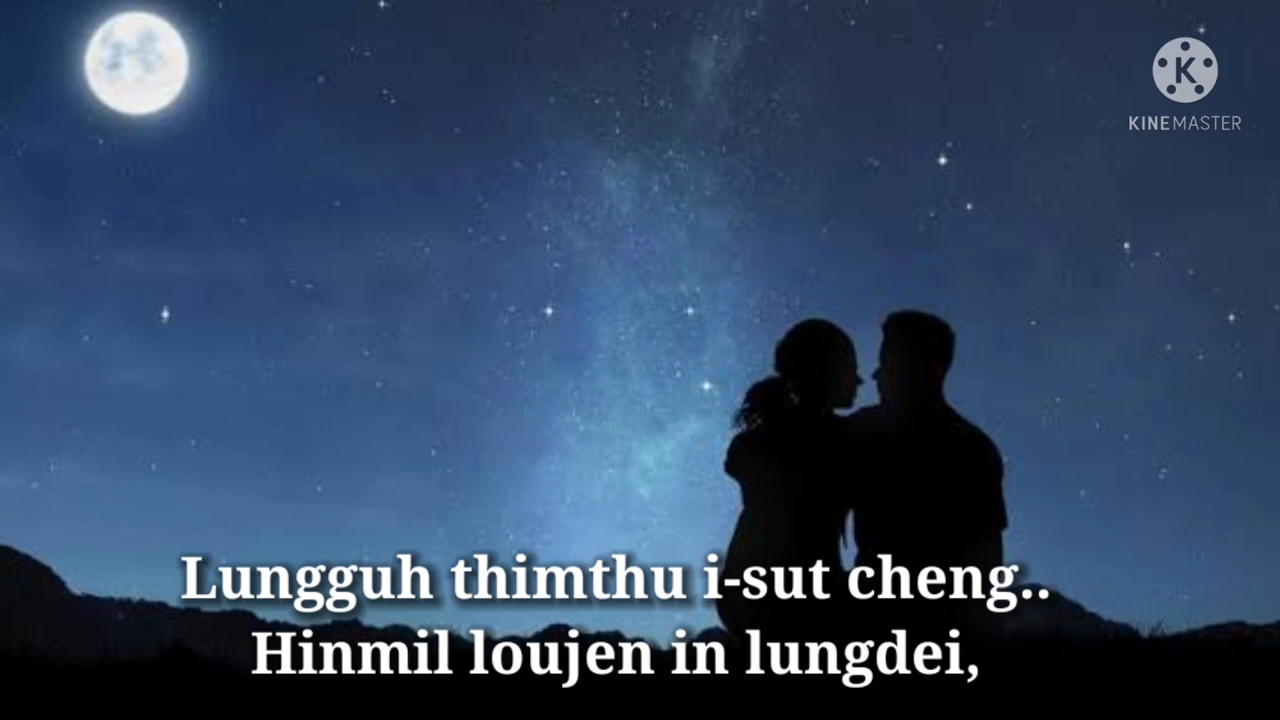 KINEMASTER
Lungguh thimthu i-sut cheng..
Hinmil loujen in lungdei,